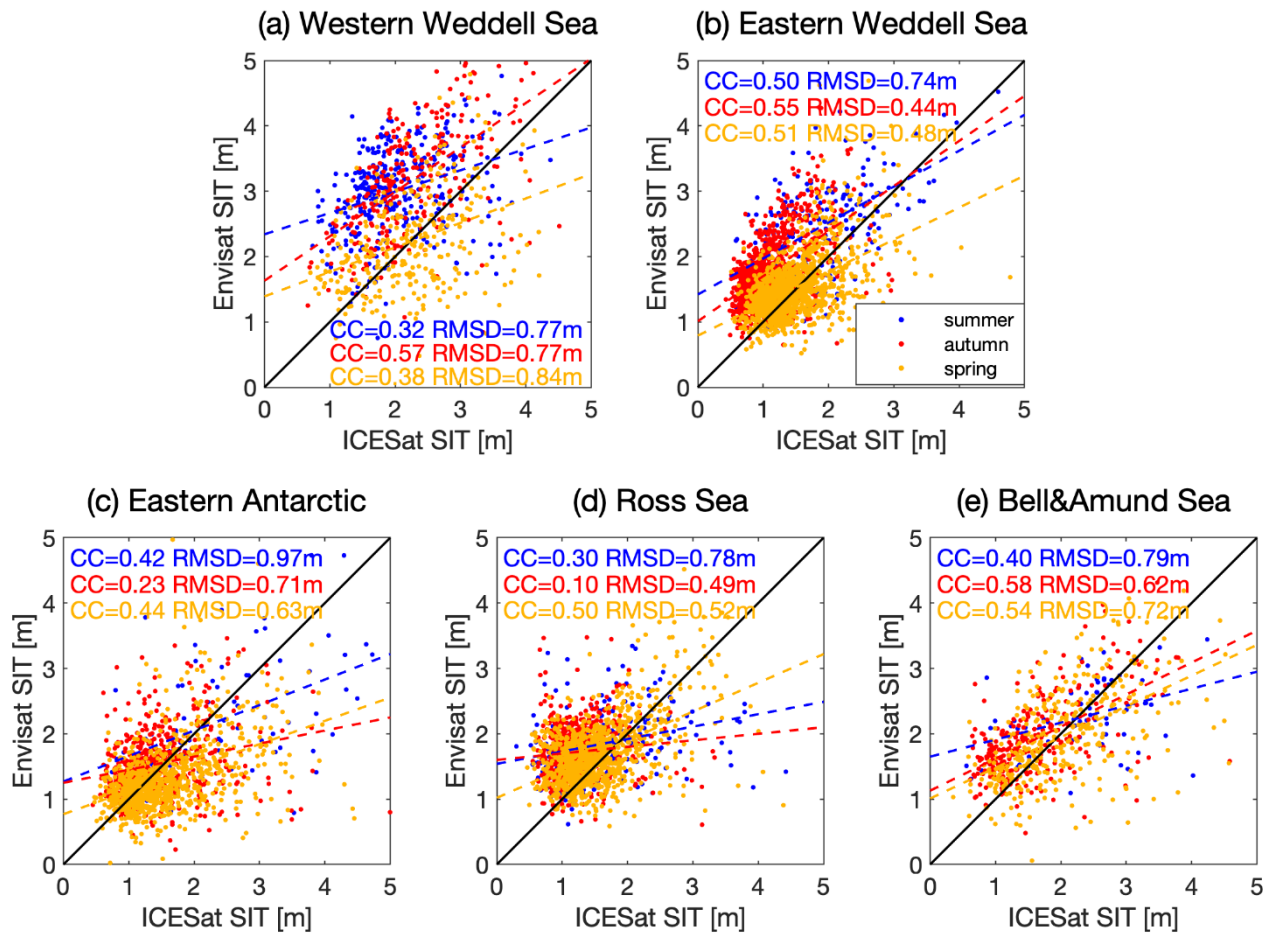 (a) Western Weddell Sea
5
4
3
2
1
0
Envisat SIT [m]
CC=0.32 RMSD=0.77m
CC=0.57 RMSD=0.77m
CC=0.38 RMSD=0.84m
0 1 2 3 4 5
ICESat SIT [m]
(b) Eastern Weddell Sea
5
4
3
2
1
0
Envisat SIT [m]
CC=0.50 RMSD=0.74m
CC=0.55 RMSD=0.44m
CC=0.51 RMSD=0.48m
summer
autumn
spring
0 1 2 3 4 5
ICESat SIT [m]
(c) Eastern Antarctic
5
4
3
2
1
0
Envisat SIT [m]
CC=0.42 RMSD=0.97m
CC=0.23 RMSD=0.71m
CC=0.44 RMSD=0.63m
0 1 2 3 4 5
ICESat SIT [m]
(d) Ross Sea
5
4
3
2
1
0
Envisat SIT [m]
CC=0.30 RMSD=0.78m
CC=0.10 RMSD=0.49m
CC=0.50 RMSD=0.52m
0 1 2 3 4 5
ICESat SIT [m]
(e) Bell&Amund Sea
5
4
3
2
1
0
Envisat SIT [m]
CC=0.40 RMSD=0.79m
CC=0.58 RMSD=0.62m
CC=0.54 RMSD=0.72m
0 1 2 3 4 5
ICESat SIT [m]